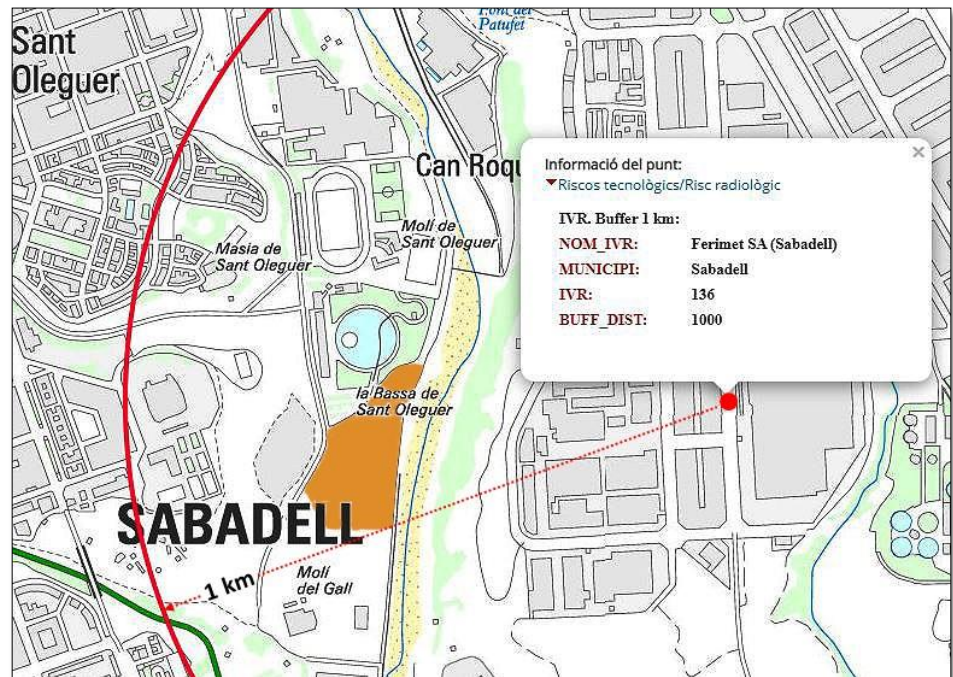 Font del
Patufet
Sant
Oleguer
Can Roqu
Informació del punt:
×
Riscos tecnològics/Risc radiològic
IVR. Buffer 1 km:
NOM_IVR: Ferimet SA (Sabadell)
MUNICIPI: Sabadell
IVR: 136
BUFF_DIST: 1000
Molí de
Sant Oleguer
Masia de
Sant Oleguer
la Bassa de
Sant Oleguer
SABADELL
Molí
del Gall
1 km